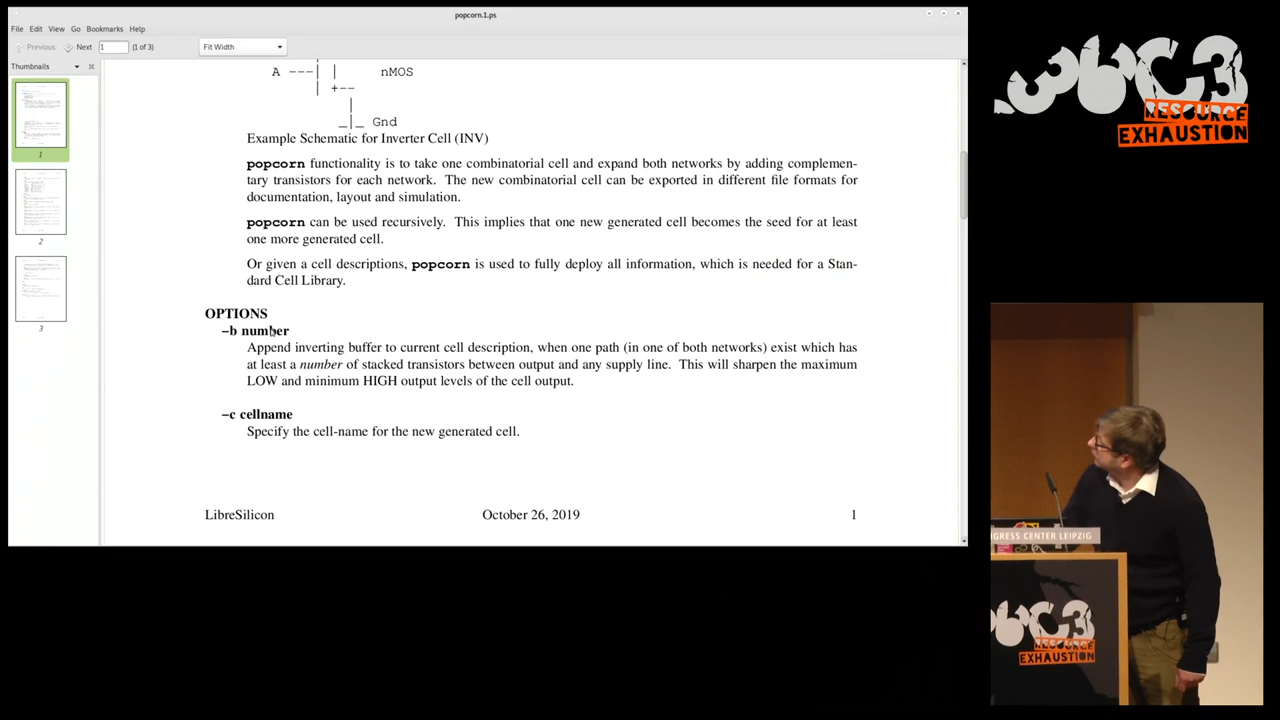 popcorn.1.ps
File Edit View Go Bookmarks Help
Previous Next 1 (1 of 3) Fit Width
Thumbnails
1
2
3
A ---| | nMOS
| +--
|
_|_ Gnd
Example Schematic for Inverter Cell (INV)
popcorn functionality is to take one combinatorial cell and expand both networks by adding complemen-
tary transistors for each network. The new combinatorial cell can be exported in different file formats for
documentation, layout and simulation.
popcorn can be used recursively. This implies that one new generated cell becomes the seed for at least
one more generated cell.
Or given a cell descriptions, popcorn is used to fully deploy all information, which is needed for a Stan-
dard Cell Library.
OPTIONS
–b number
Append inverting buffer to current cell description, when one path (in one of both networks) exist which has
at least a number of stacked transistors between output and any supply line. This will sharpen the maximum
LOW and minimum HIGH output levels of the cell output.
–c cellname
Specify the cell-name for the new generated cell.
LibreSilicon October 26, 2019 1
36C3
RESOURCE
EXHAUSTION
NGRESS CENTER LEIPZIG
36C3
RESOURCE
EXHAUSTION